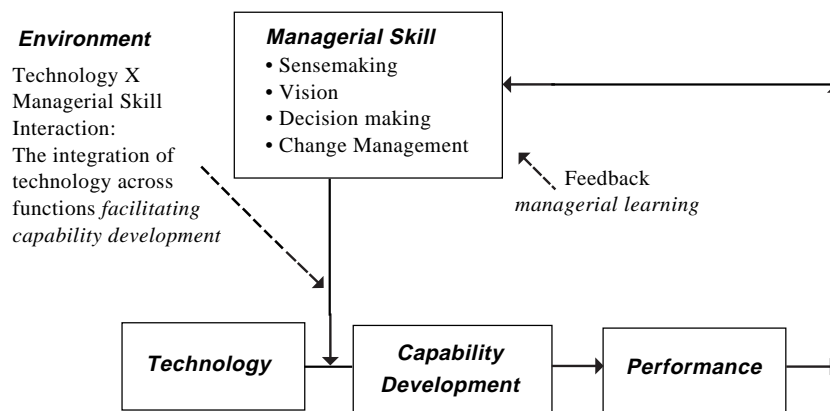 Environment
Technology X
Managerial Skill
Interaction:
The integration of
technology across
functions facilitating
capability development
Managerial Skill
• Sensemaking
• Vision
• Decision making
• Change Management
Feedback
managerial learning
Technology
Capability
Development
Performance